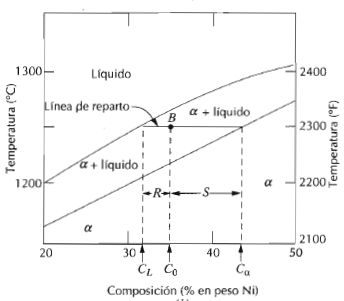 1300
2400
Líquido
Línea de reparto
B
α + líquido
2300
α + líquido
R
S
1200
2200
α
α
2100
20
30
40
50
C_L
C_0
C_α
Temperatura (°C)
Temperatura (°F)
Composición (% en peso Ni)